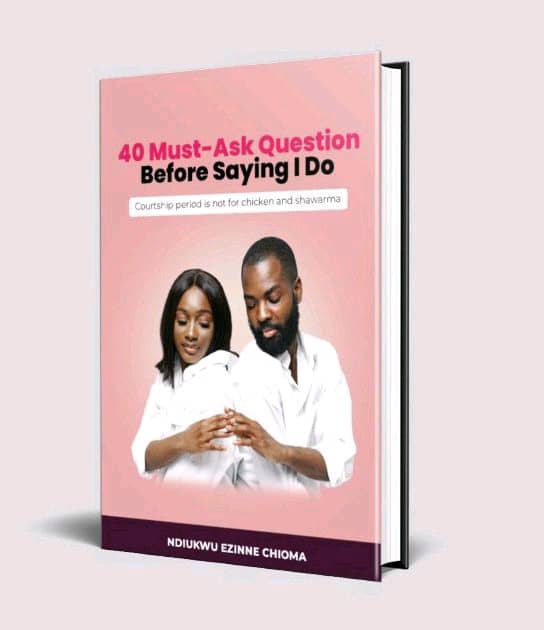 40 Must-Ask Question
Before Saying I Do
Courtship period is not for chicken and shawarma
NDIUKWU EZINNE CHIOMA